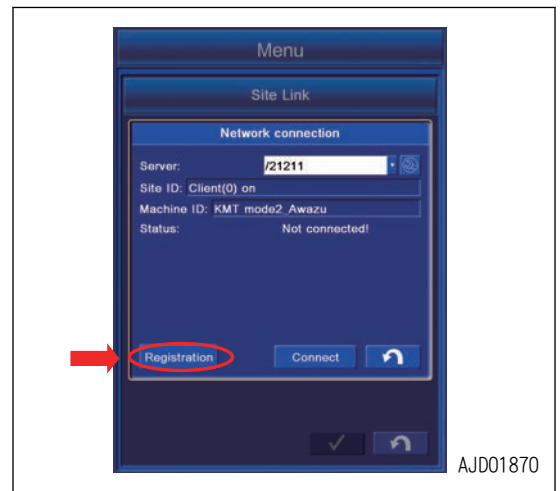 Menu
Site Link
Network connection
Server: /21211
Site ID: Client(0) on
Machine ID: KMT mode2_Awazu
Status: Not connected!
Registration Connect
AJD01870